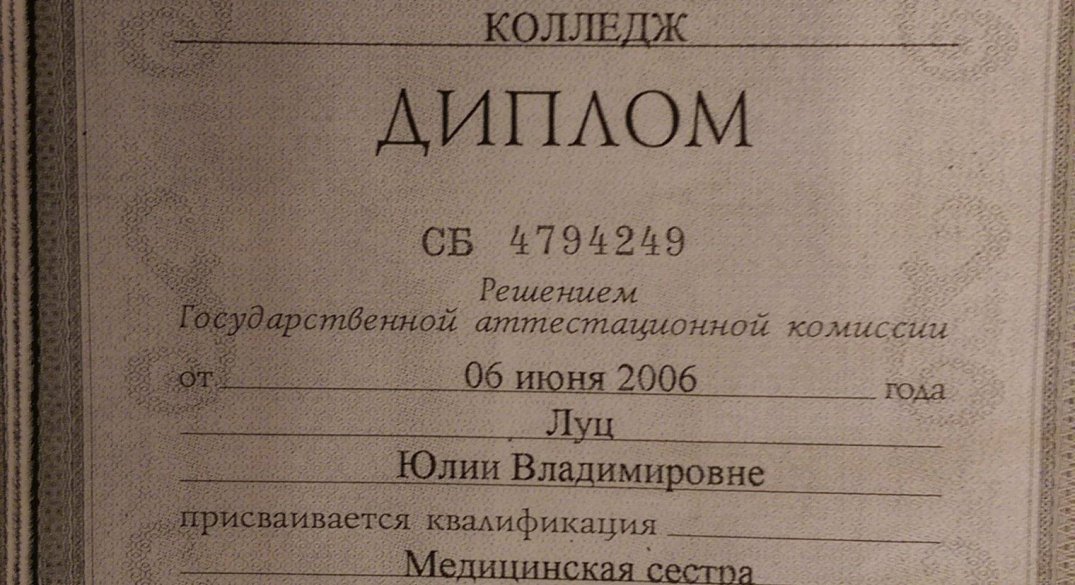 КОЛЛЕДЖ
ДИПЛОМ
СБ 4794249
Решением
Государственной аттестационной комиссии
от 06 июня 2006 года
Луц
Юлии Владимировне
присваивается квалификация
Медицинская сестра